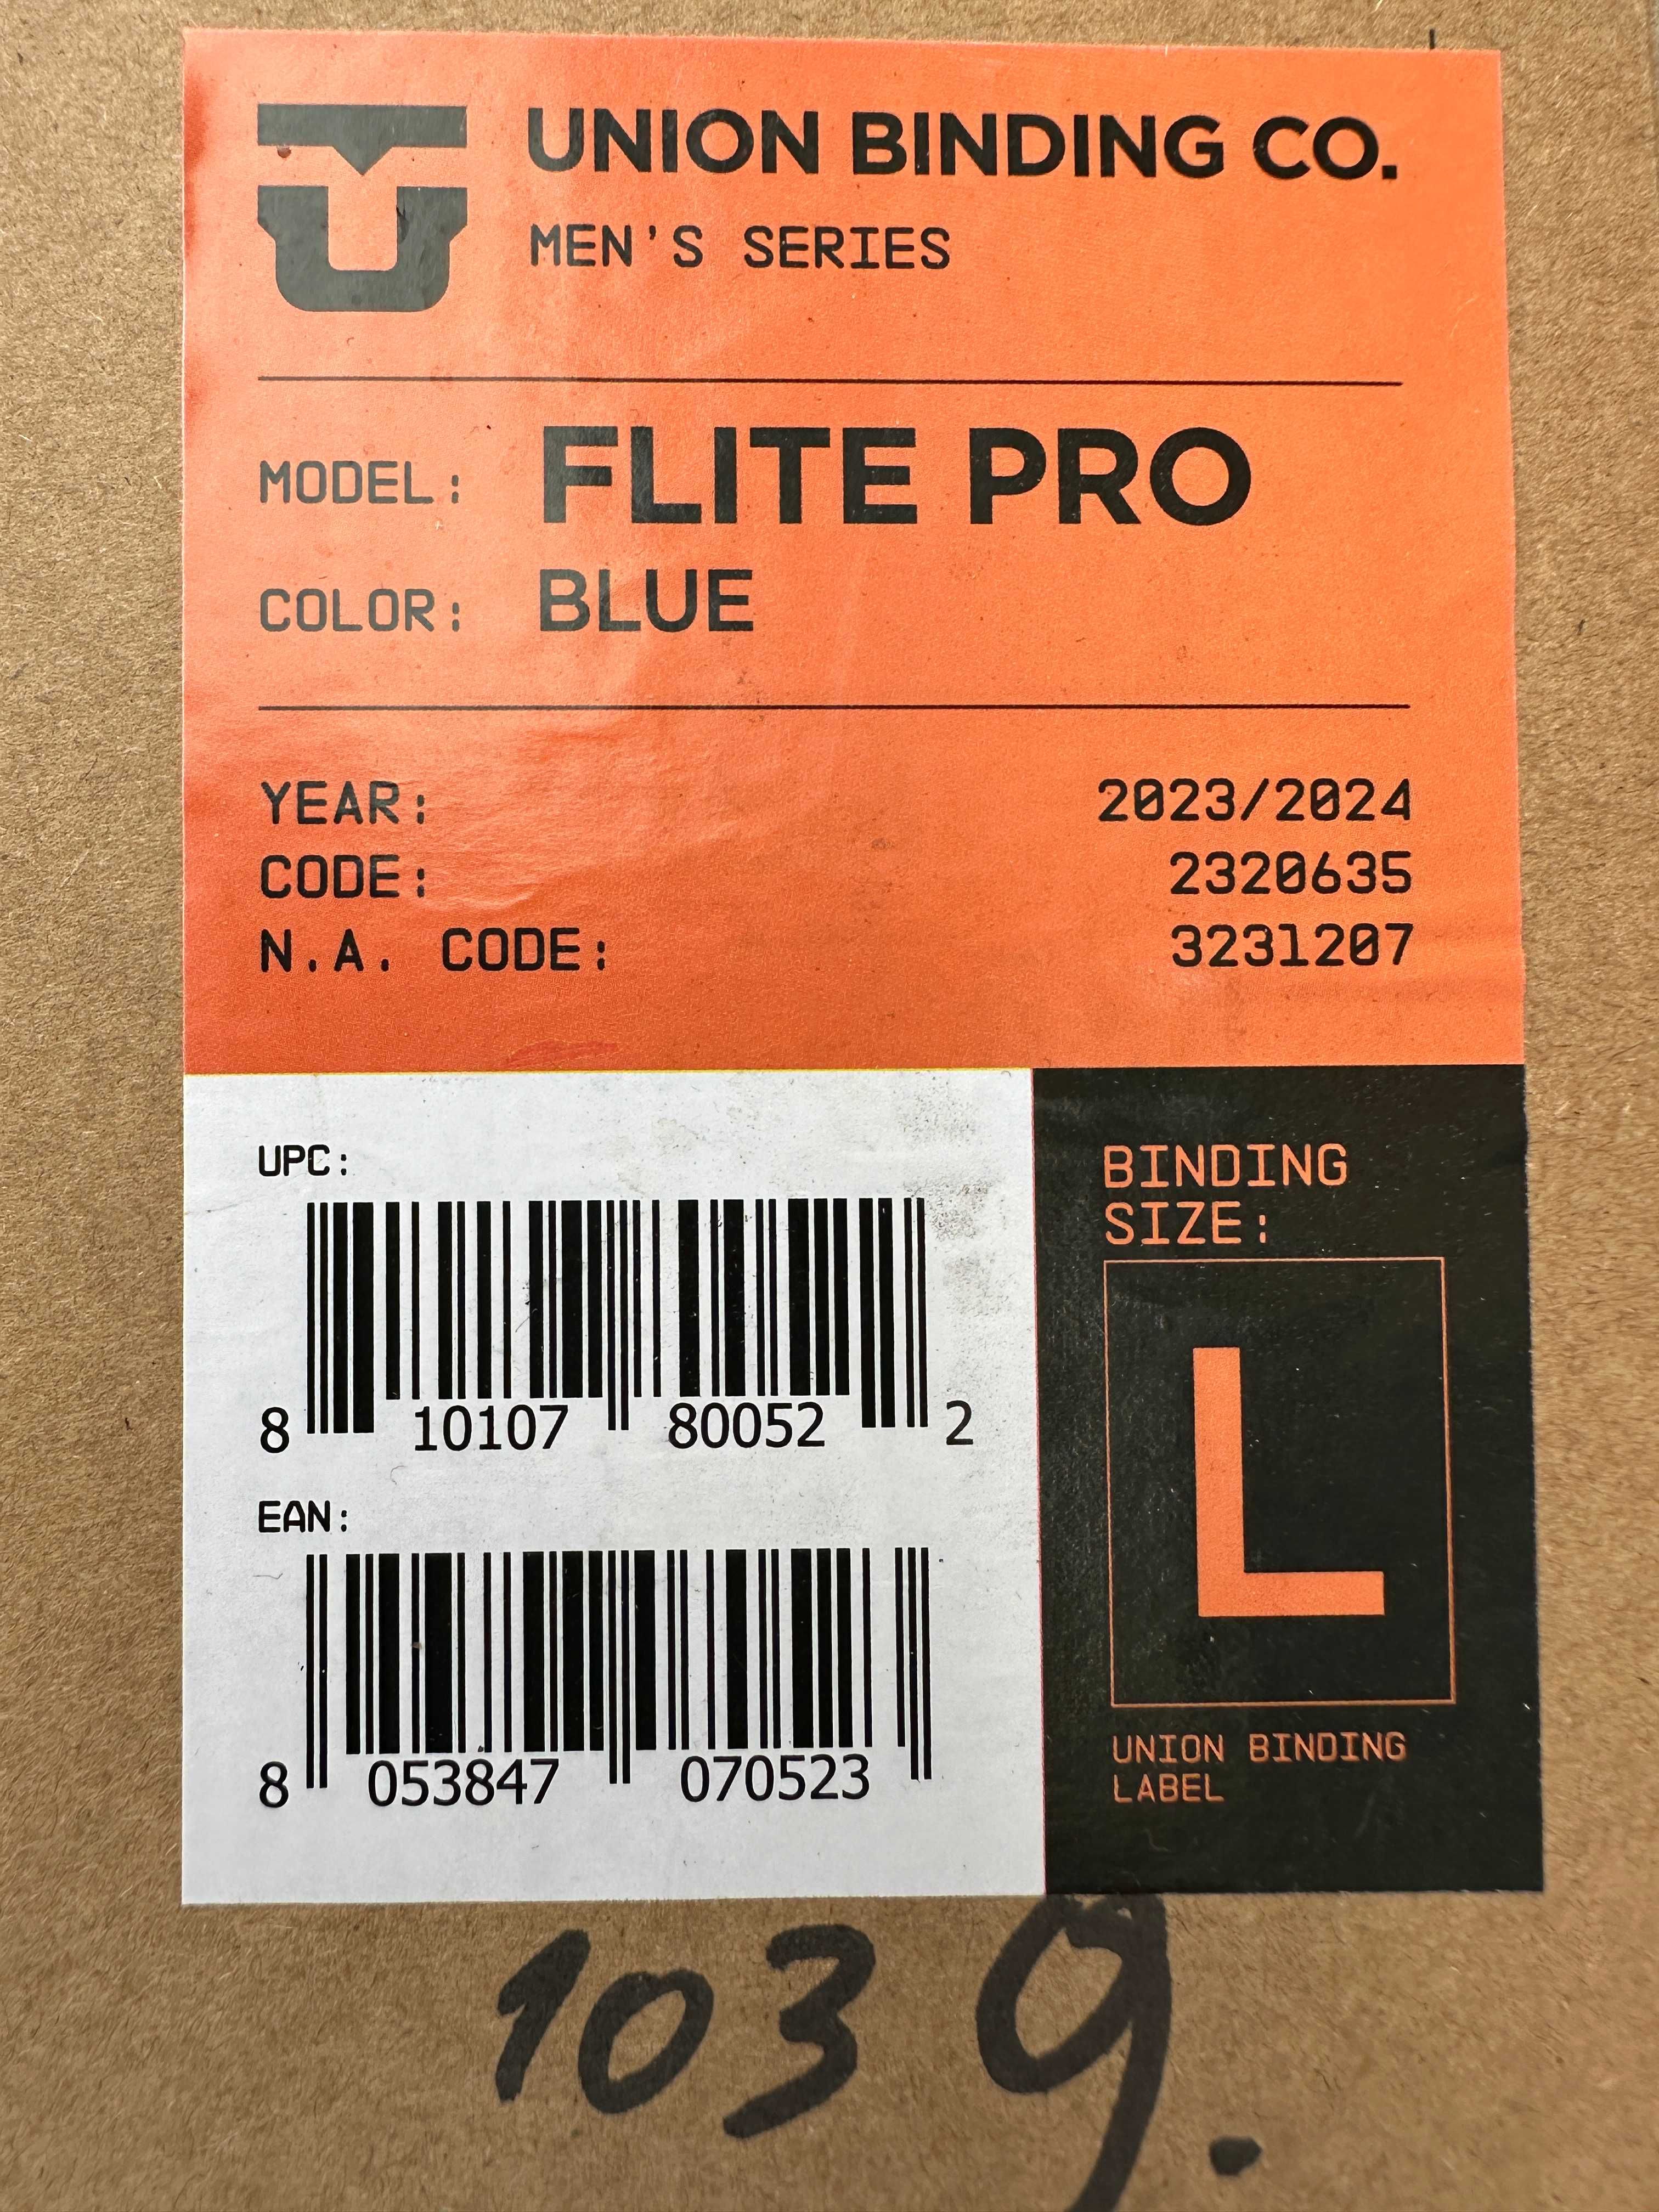 UNION BINDING CO.
MEN'S SERIES
MODEL: FLITE PRO
COLOR: BLUE
YEAR: 2023/2024
CODE: 2320635
N.A. CODE: 3231207
UPC:
8 10107 80052 2
EAN:
8 053847 070523
BINDING
SIZE:
L
UNION BINDING
LABEL
103 9.